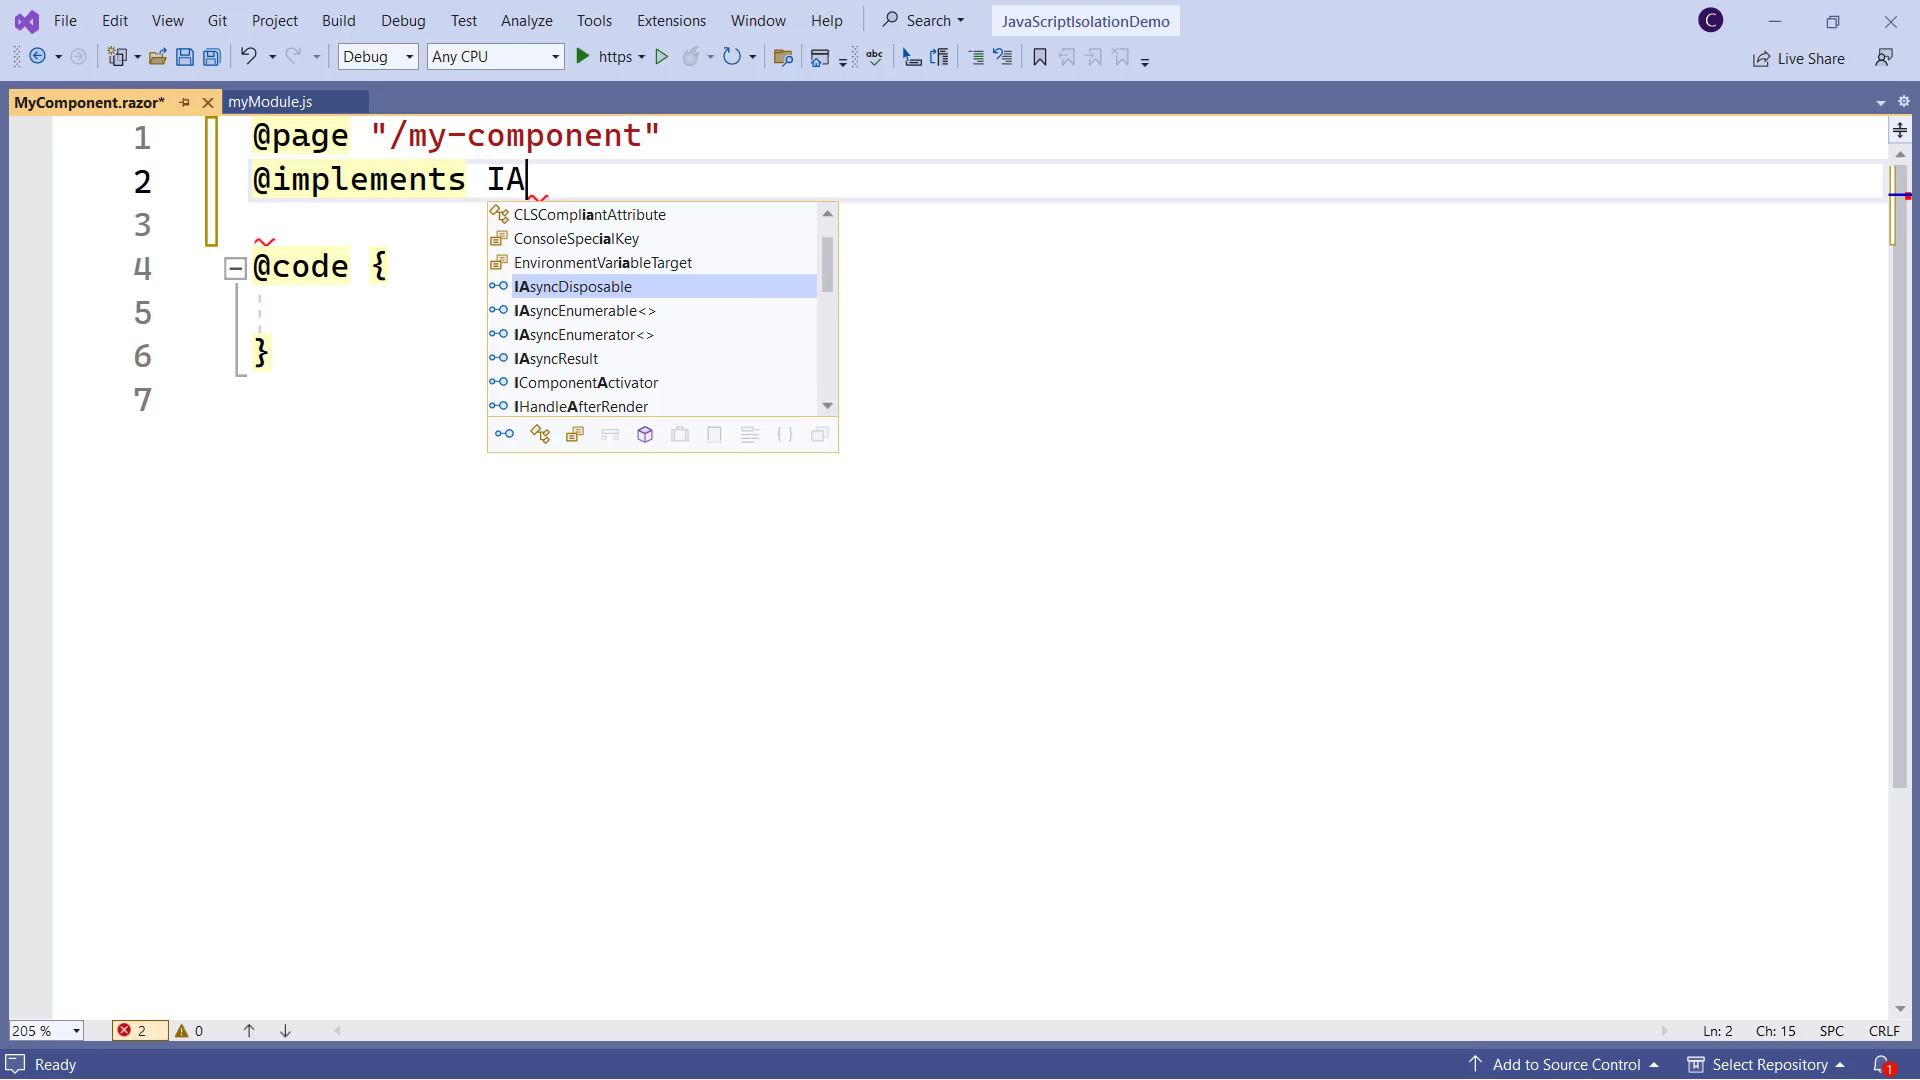 File Edit View Git Project Build Debug Test Analyze Tools Extensions Window Help Search JavaScriptIsolationDemo C
Debug Any CPU https abc Live Share
MyComponent.razor* myModule.js
1 @page "/my-component"
2 @implements IA
3
4 @code {
5
6 }
7
CLSCompliantAttribute
ConsoleSpecialKey
EnvironmentVariableTarget
IAsyncDisposable
IAsyncEnumerable<>
IAsyncEnumerator<>
IAsyncResult
IComponentActivator
IHandleAfterRender
205 % 2 0 Ln: 2 Ch: 15 SPC CRLF
Ready Add to Source Control Select Repository 1